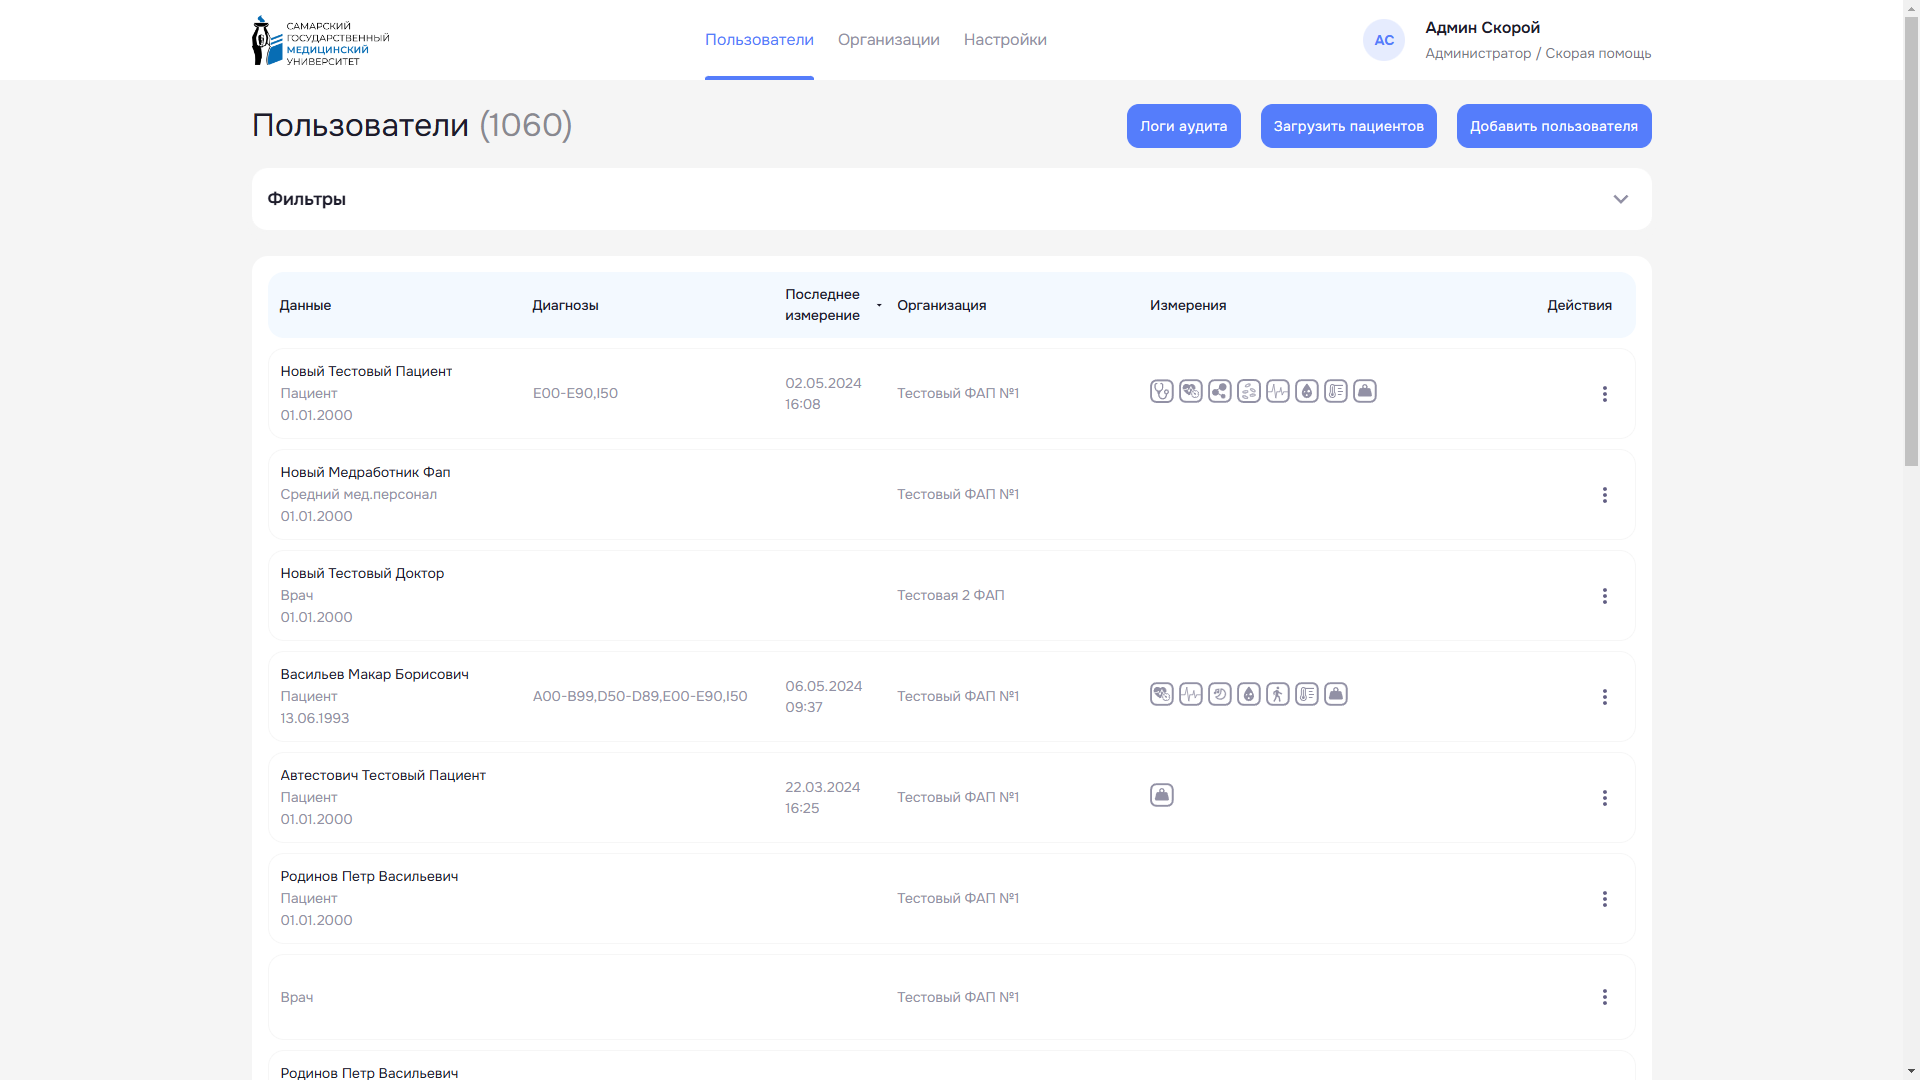 САМАРСКИЙ
ГОСУДАРСТВЕННЫЙ
МЕДИЦИНСКИЙ
УНИВЕРСИТЕТ
Пользователи
Организации
Настройки
АС
Админ Скорой
Администратор / Скорая помощь
Пользователи (1060)
Логи аудита
Загрузить пациентов
Добавить пользователя
Фильтры
Данные
Диагнозы
Последнее
измерение
Организация
Измерения
Действия
Новый Тестовый Пациент
Пациент
01.01.2000
E00-E90,I50
02.05.2024
16:08
Тестовый ФАП №1
Новый Медработник Фап
Средний мед.персонал
01.01.2000
Тестовый ФАП №1
Новый Тестовый Доктор
Врач
01.01.2000
Тестовая 2 ФАП
Васильев Макар Борисович
Пациент
13.06.1993
A00-B99,D50-D89,E00-E90,I50
06.05.2024
09:37
Тестовый ФАП №1
Автестович Тестовый Пациент
Пациент
01.01.2000
22.03.2024
16:25
Тестовый ФАП №1
Родинов Петр Васильевич
Пациент
01.01.2000
Тестовый ФАП №1
Врач
Тестовый ФАП №1
Родинов Петр Васильевич